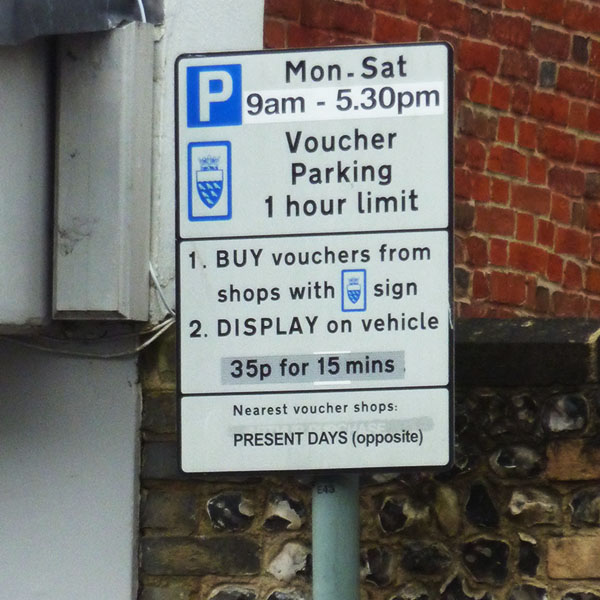 P
Mon - Sat
9am - 5.30pm
Voucher
Parking
1 hour limit
1. BUY vouchers from
shops with sign
2. DISPLAY on vehicle
35p for 15 mins
Nearest voucher shops:
PRESENT DAYS (opposite)
E43